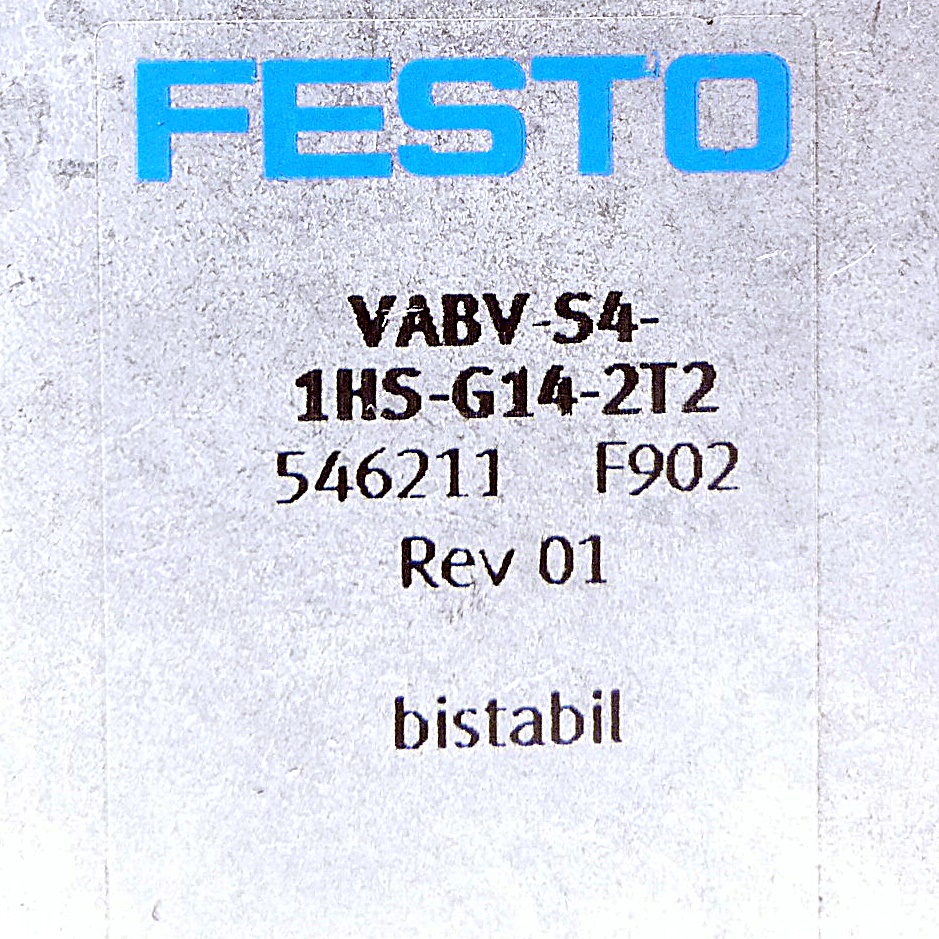 FESTO
VABV-S4-
1HS-G14-2T2
546211 F902
Rev 01
bistabil